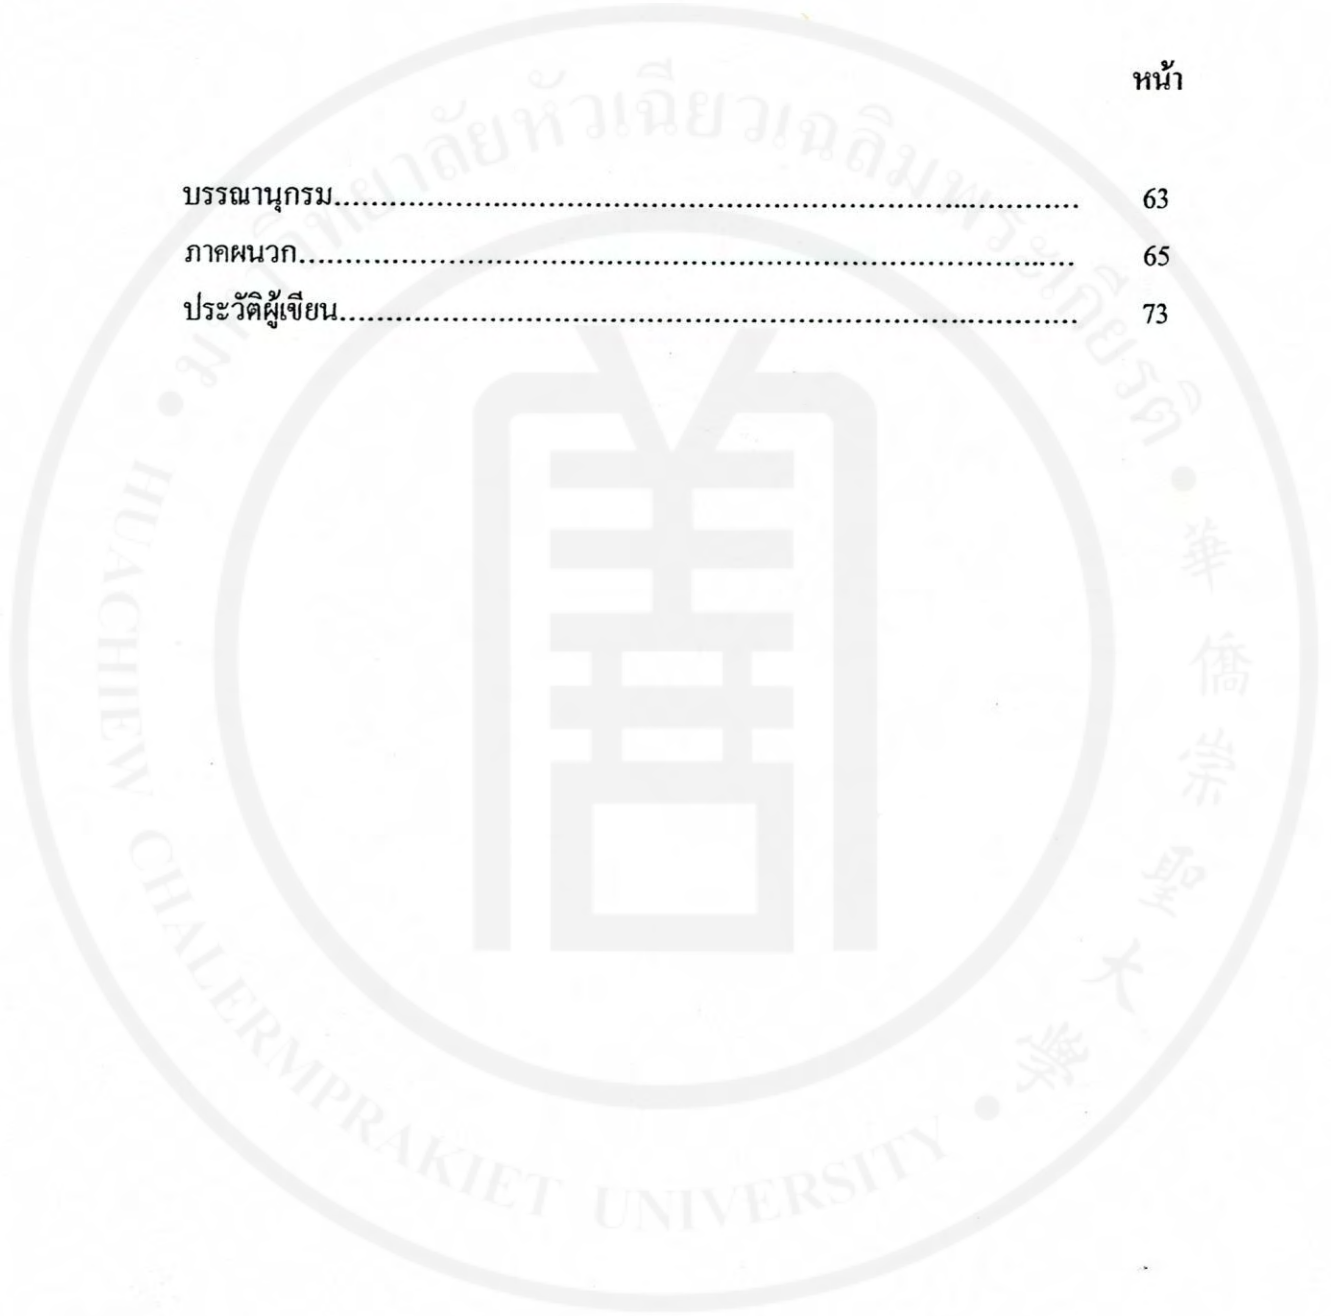 หน้า
บรรณานุกรม........................................................................ 63
ภาคผนวก........................................................................... 65
ประวัติผู้เขียน....................................................................... 73
มหาวิทยาลัยหัวเฉียวเฉลิมพระเกียรติ
華僑崇聖大學
HUACHIEW CHALERMPRAKIET UNIVERSITY